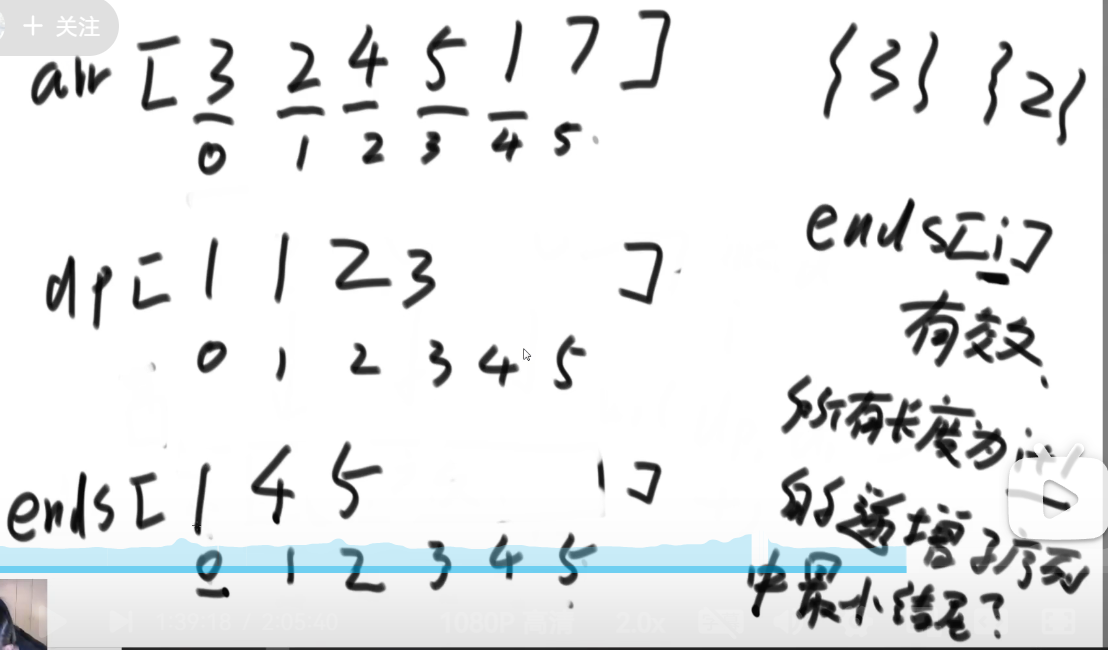 + 关注
arr [ 3 2 4 5 1 7 ]
0 1 2 3 4 5
{3} {2}
dp [ 1 1 2 3 ]
0 1 2 3 4 5
ends[i]
有效
所有长度为i
的递增子序列
中最小结尾?
ends [ 1 4 5 ]
0 1 2 3 4 5
1:39:18 / 2:05:40 1080P 高清 2.0x